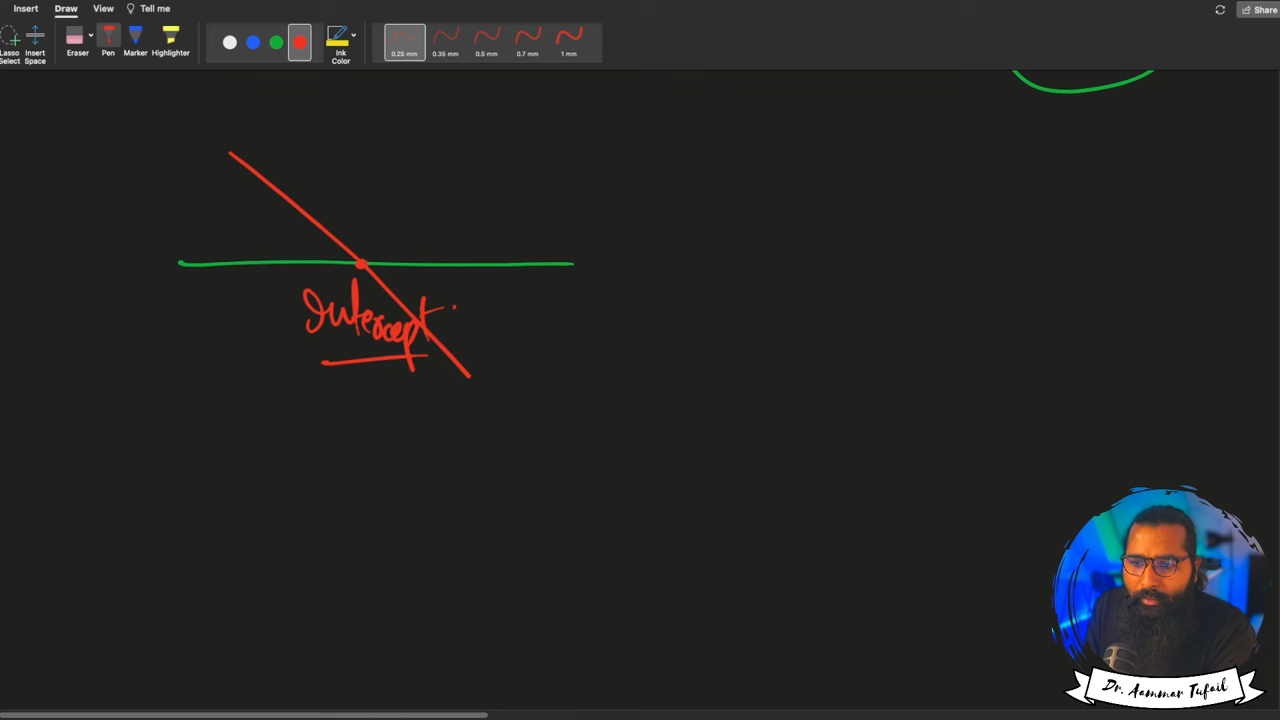 Insert Draw View Tell me Share
Lasso Select
Insert Space
Eraser
Pen
Marker
Highlighter
Ink Color
0.25 mm 0.35 mm 0.5 mm 0.7 mm 1 mm
Intercept
Dr. Aammar Tufail